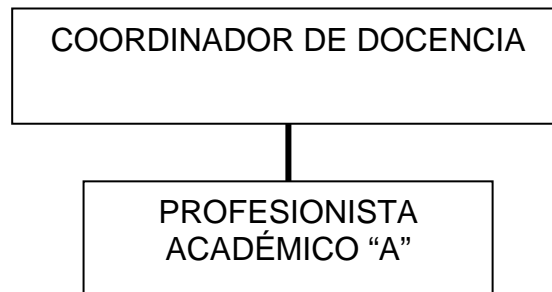 COORDINADOR DE DOCENCIA
PROFESIONISTA
ACADÉMICO “A”